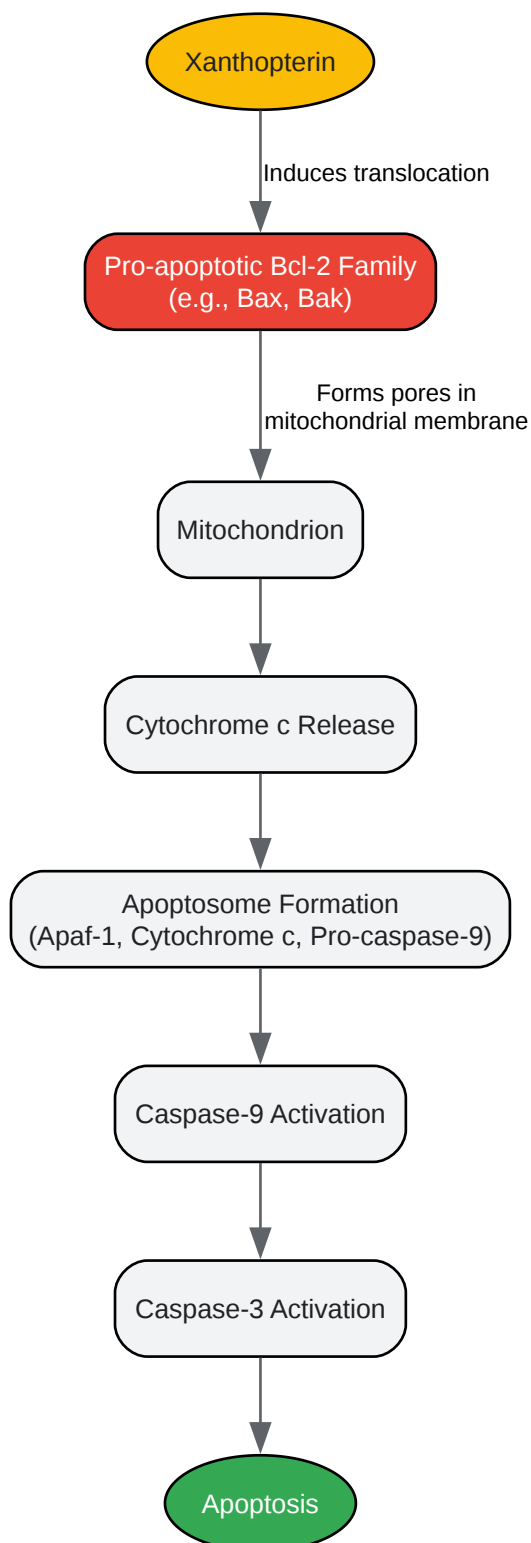 Xanthopterin
Induces translocation
Pro-apoptotic Bcl-2 Family
(e.g., Bax, Bak)
Forms pores in
mitochondrial membrane
Mitochondrion
Cytochrome c Release
Apoptosome Formation
(Apaf-1, Cytochrome c, Pro-caspase-9)
Caspase-9 Activation
Caspase-3 Activation
Apoptosis